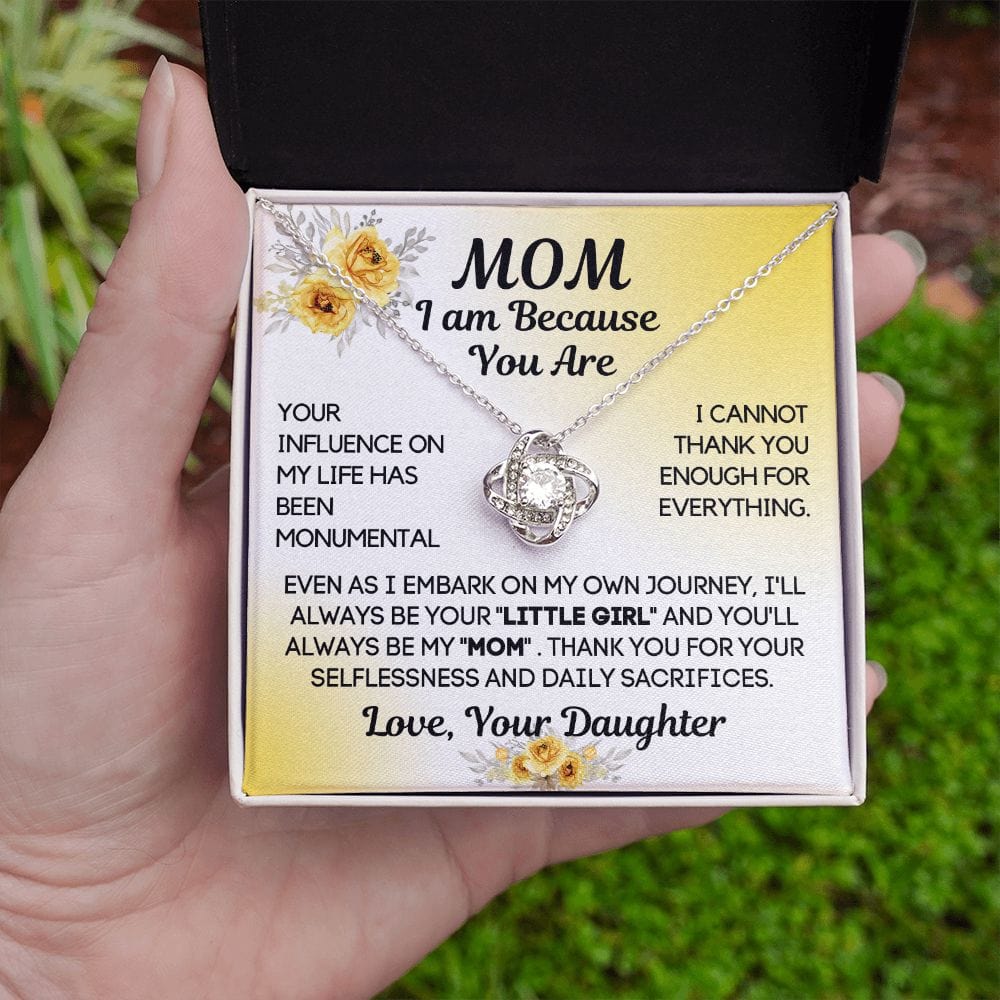 MOM
I am Because
You Are
YOUR
INFLUENCE ON
MY LIFE HAS
BEEN
MONUMENTAL
I CANNOT
THANK YOU
ENOUGH FOR
EVERYTHING.
EVEN AS I EMBARK ON MY OWN JOURNEY, I'LL
ALWAYS BE YOUR "LITTLE GIRL" AND YOU'LL
ALWAYS BE MY "MOM" . THANK YOU FOR YOUR
SELFLESSNESS AND DAILY SACRIFICES.
Love, Your Daughter